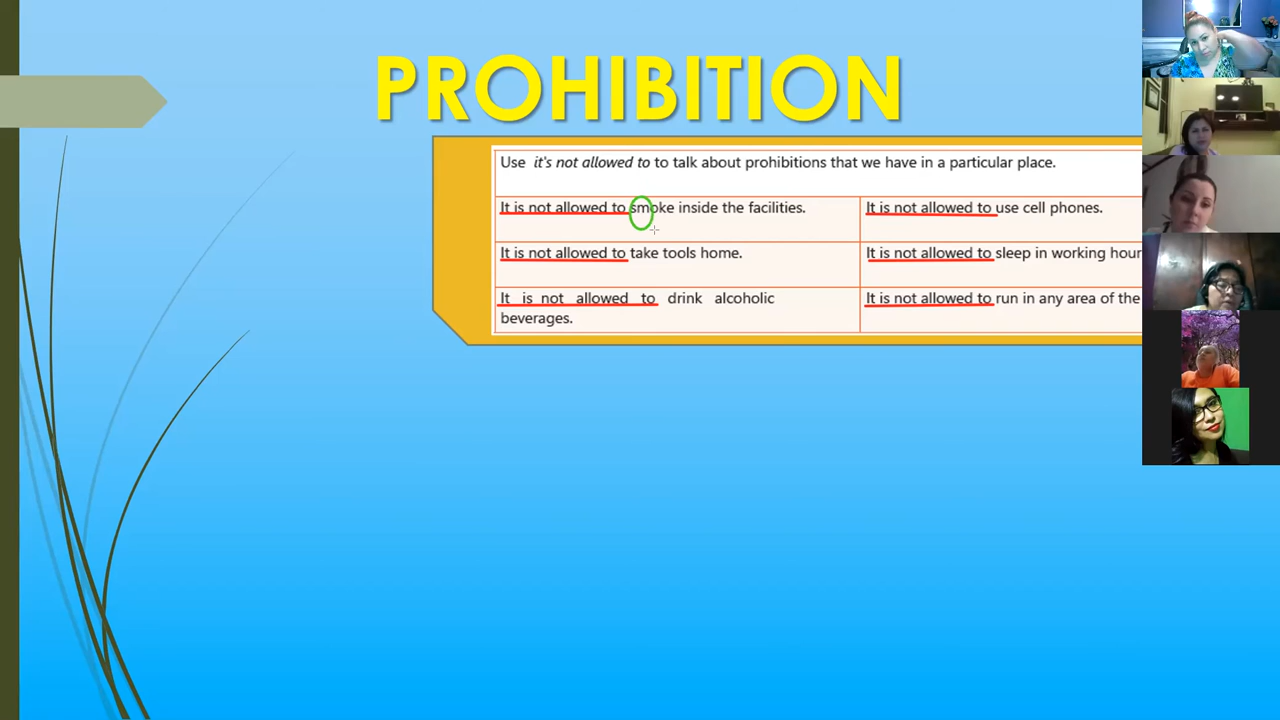 PROHIBITION
Use it's not allowed to to talk about prohibitions that we have in a particular place.
It is not allowed to smoke inside the facilities.
It is not allowed to use cell phones.
It is not allowed to take tools home.
It is not allowed to sleep in working hour
It is not allowed to drink alcoholic
beverages.
It is not allowed to run in any area of the